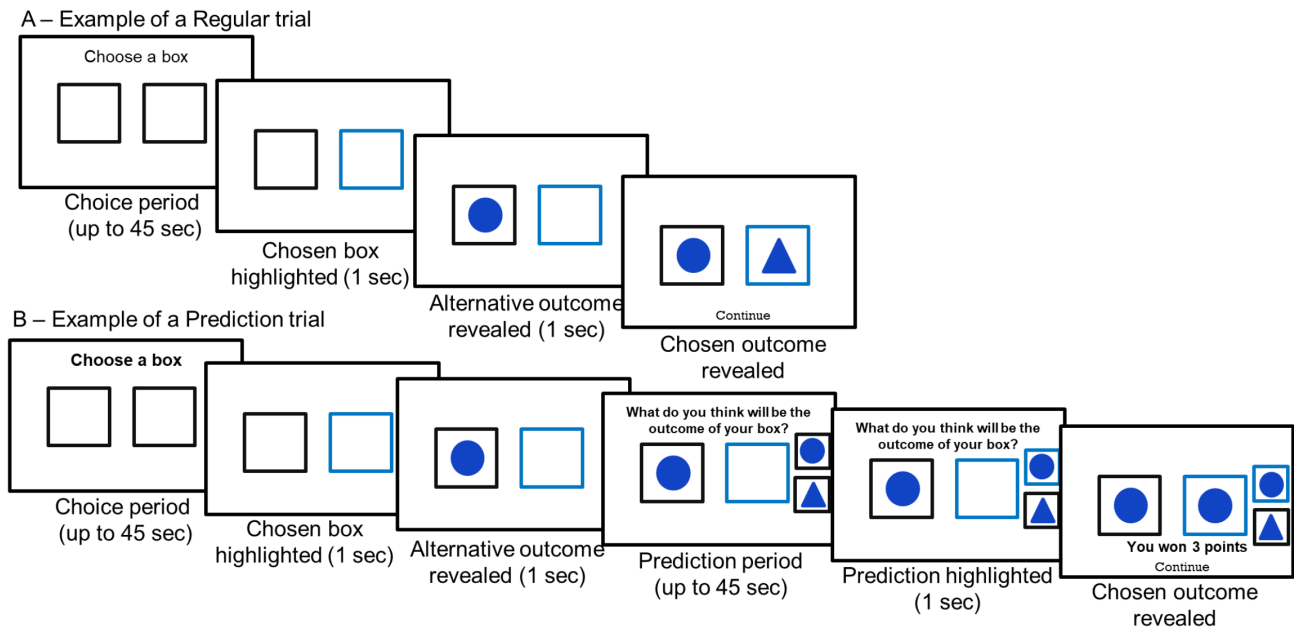 A – Example of a Regular trial
Choose a box
Choice period
(up to 45 sec)
Chosen box
highlighted (1 sec)
Alternative outcome
revealed (1 sec)
Continue
Chosen outcome
revealed
B – Example of a Prediction trial
Choose a box
Choice period
(up to 45 sec)
Chosen box
highlighted (1 sec)
Alternative outcome
revealed (1 sec)
What do you think will be the
outcome of your box?
Prediction period
(up to 45 sec)
What do you think will be the
outcome of your box?
Prediction highlighted
(1 sec)
You won 3 points
Continue
Chosen outcome
revealed